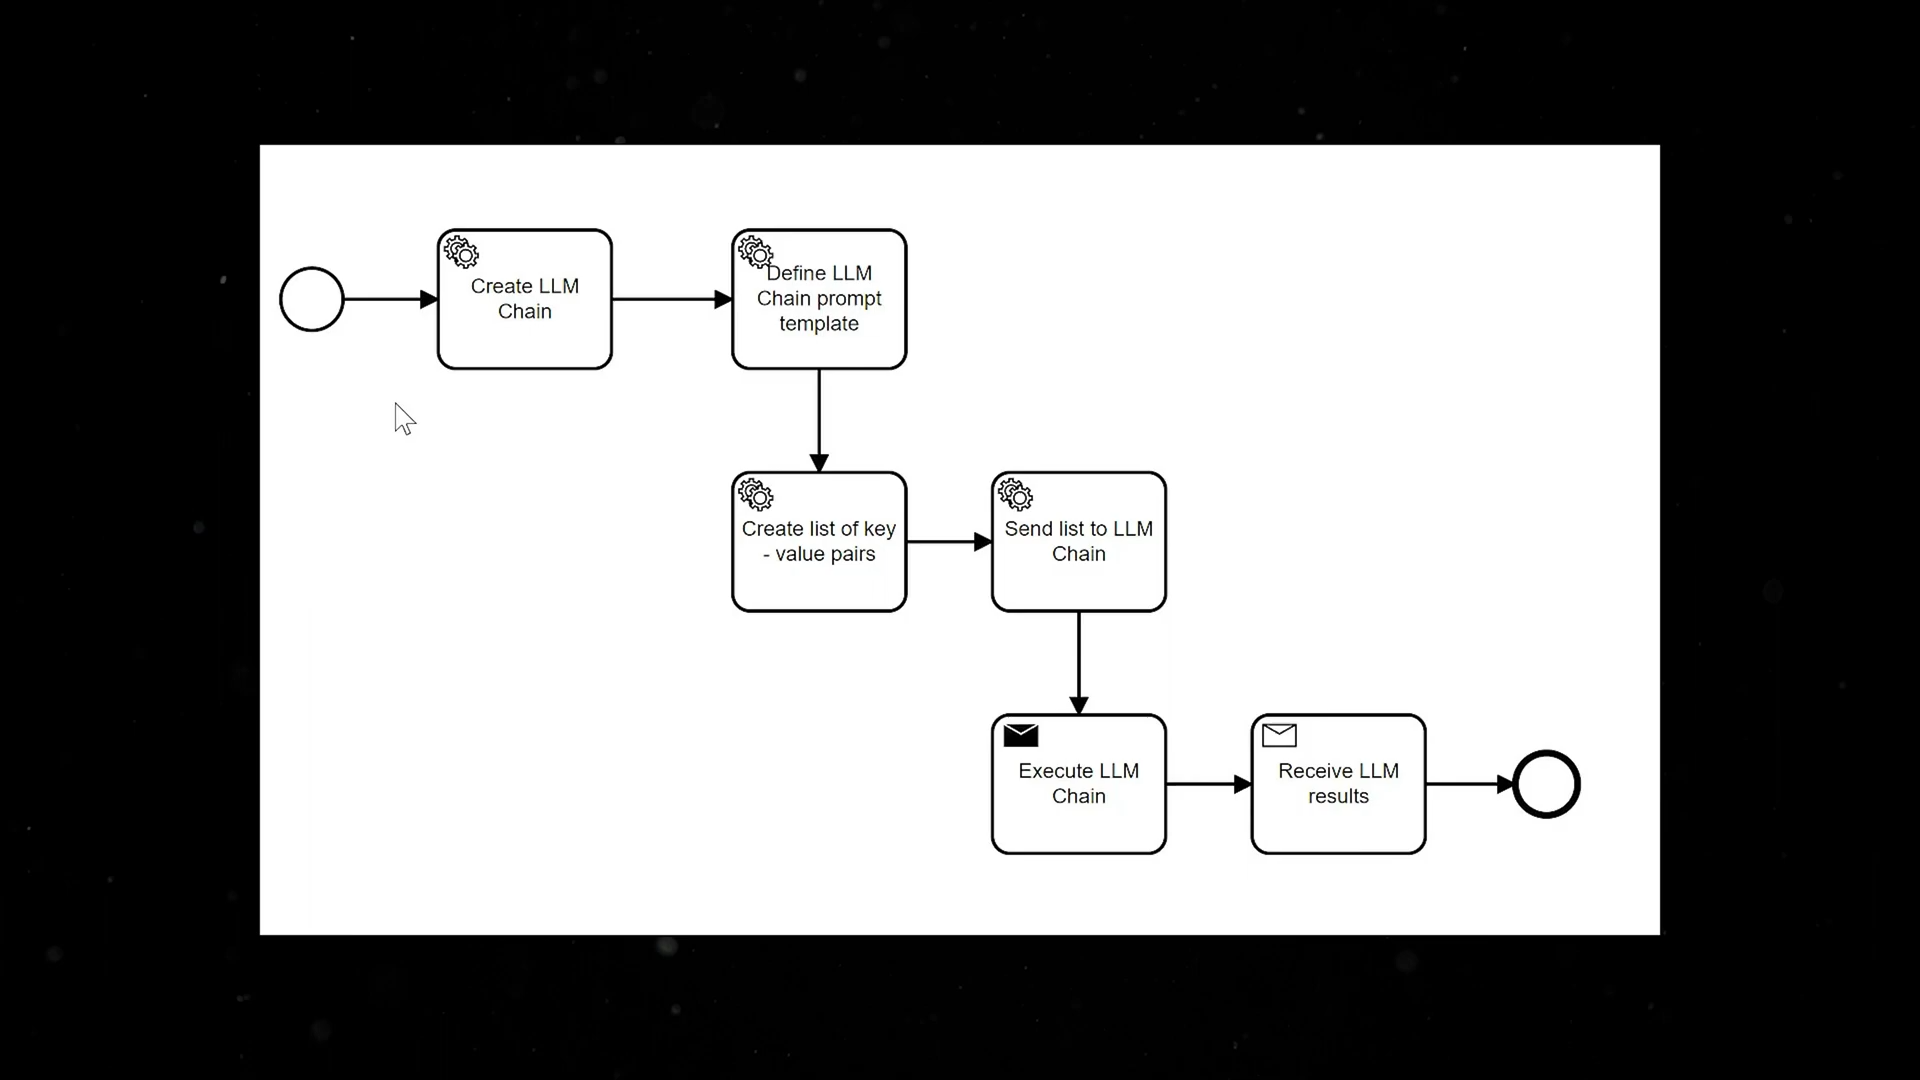 Create LLM
Chain
Define LLM
Chain prompt
template
Create list of key
- value pairs
Send list to LLM
Chain
Execute LLM
Chain
Receive LLM
results